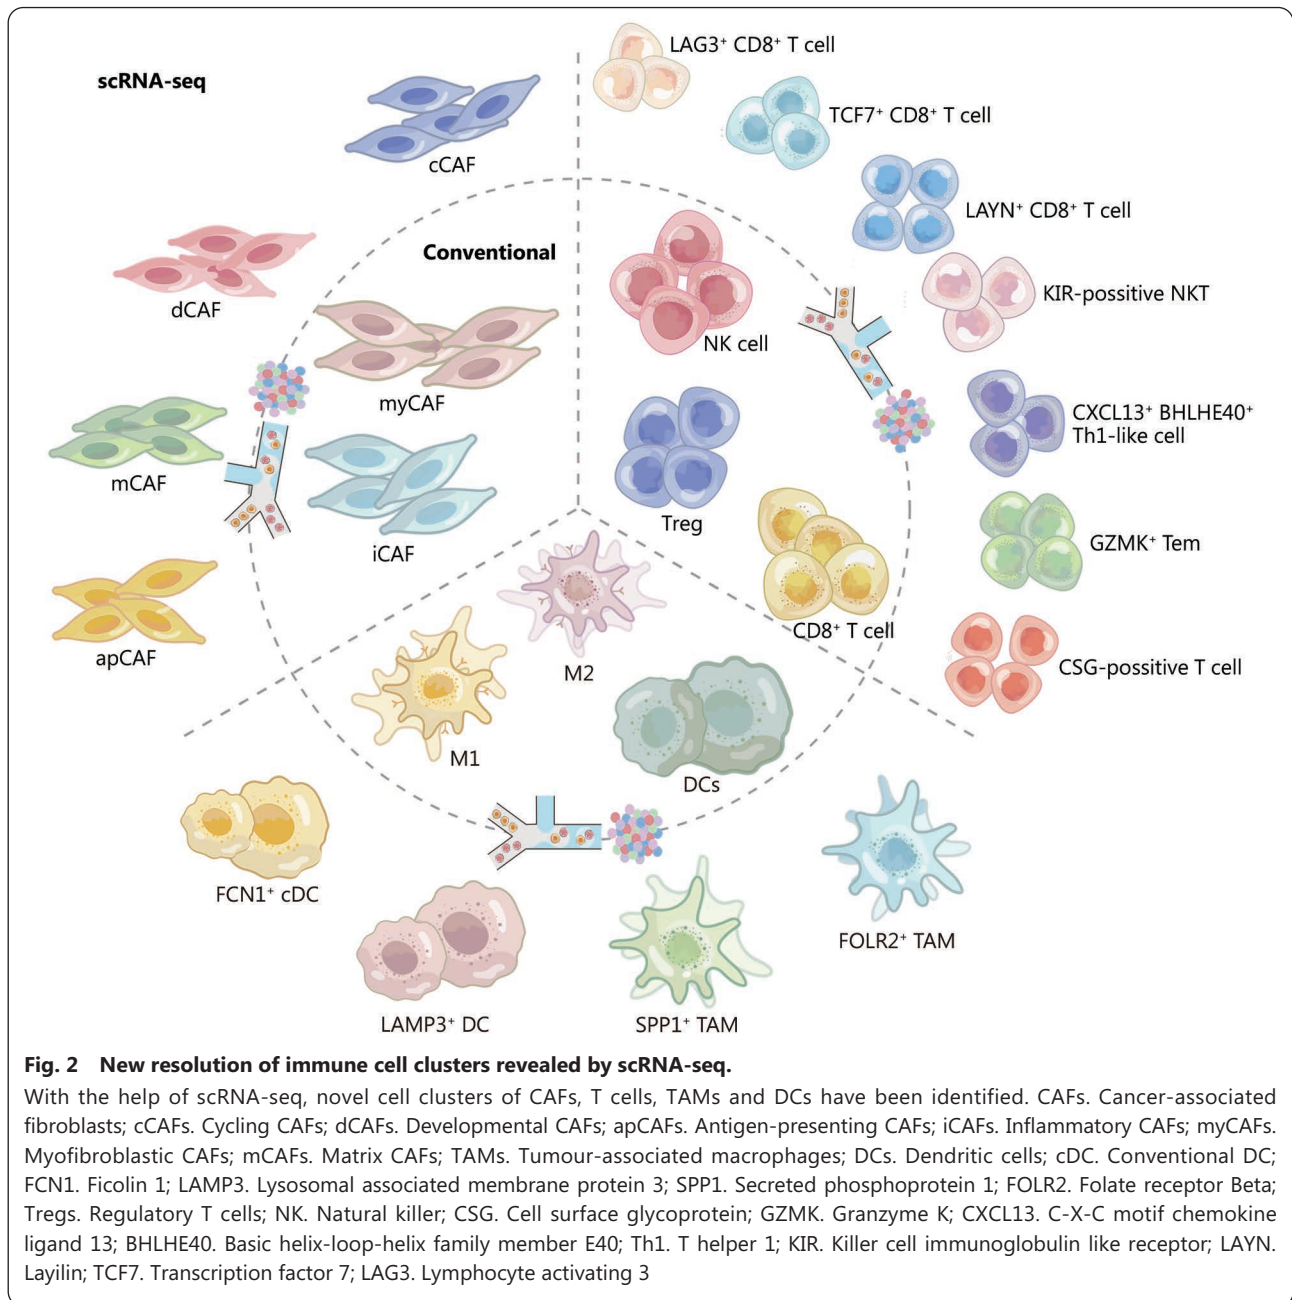 scRNA-seq
cCAF
dCAF
mCAF
apCAF
Conventional
myCAF
iCAF
LAG3⁺ CD8⁺ T cell
TCF7⁺ CD8⁺ T cell
LAYN⁺ CD8⁺ T cell
KIR-possitive NKT
CXCL13⁺ BHLHE40⁺
Th1-like cell
GZMK⁺ Tem
CSG-possitive T cell
NK cell
Treg
CD8⁺ T cell
M2
M1
DCs
FCN1⁺ cDC
LAMP3⁺ DC
SPP1⁺ TAM
FOLR2⁺ TAM
Fig. 2 New resolution of immune cell clusters revealed by scRNA-seq.
With the help of scRNA-seq, novel cell clusters of CAFs, T cells, TAMs and DCs have been identified. CAFs. Cancer-associated
fibroblasts; cCAFs. Cycling CAFs; dCAFs. Developmental CAFs; apCAFs. Antigen-presenting CAFs; iCAFs. Inflammatory CAFs; myCAFs.
Myofibroblastic CAFs; mCAFs. Matrix CAFs; TAMs. Tumour-associated macrophages; DCs. Dendritic cells; cDC. Conventional DC;
FCN1. Ficolin 1; LAMP3. Lysosomal associated membrane protein 3; SPP1. Secreted phosphoprotein 1; FOLR2. Folate receptor Beta;
Tregs. Regulatory T cells; NK. Natural killer; CSG. Cell surface glycoprotein; GZMK. Granzyme K; CXCL13. C-X-C motif chemokine
ligand 13; BHLHE40. Basic helix-loop-helix family member E40; Th1. T helper 1; KIR. Killer cell immunoglobulin like receptor; LAYN.
Layilin; TCF7. Transcription factor 7; LAG3. Lymphocyte activating 3